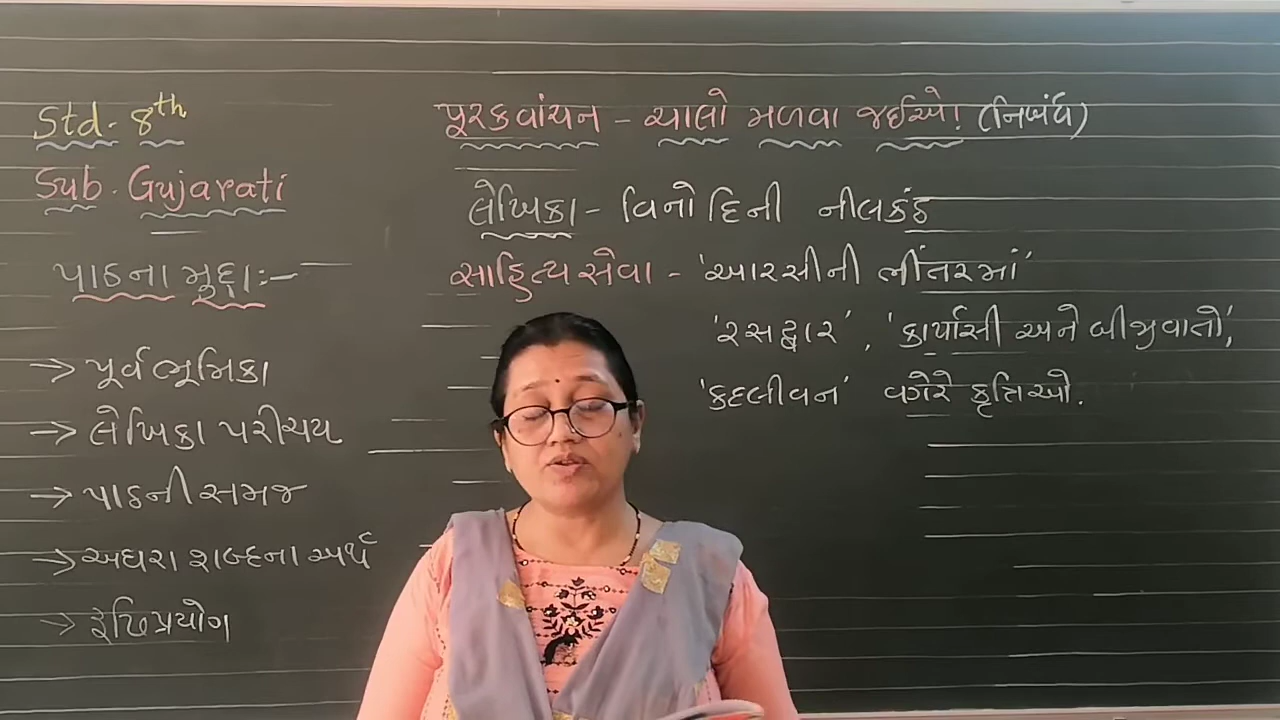 Std. 8th
Sub. Gujarati
પાઠના મુદ્દા:-
→ પૂર્વભૂમિકા
→ લેખિકા પરીચય
→ પાઠની સમજ
→ અઘરા શબ્દના અર્થ
→ રૂઢિપ્રયોગ
પૂરકવાંચન - ચાલો મળવા જઈએ! (નિબંધ)
લેખિકા - વિનોદિની નીલકંઠ
સાહિત્યસેવા - 'આરસીની ભીંતરમાં'
'રસદ્વાર', 'કાર્પાસી અને બીજીવાતો',
'કદલીવન' વગેરે કૃતિઓ.